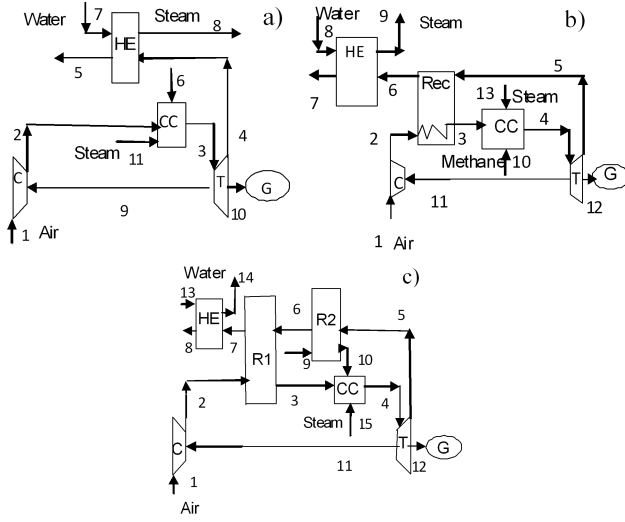 a)
Water
7
Steam
8
HE
5
6
4
CC
2
Steam
11
3
C
T
G
9
10
1
Air
b)
Water
8
9
Steam
HE
7
6
Rec
5
13
Steam
2
3
CC
4
Methane
10
C
11
T
G
12
1
Air
c)
Water
13
14
HE
8
7
R1
6
R2
5
9
10
2
3
CC
4
Steam
15
C
T
G
11
12
1
Air